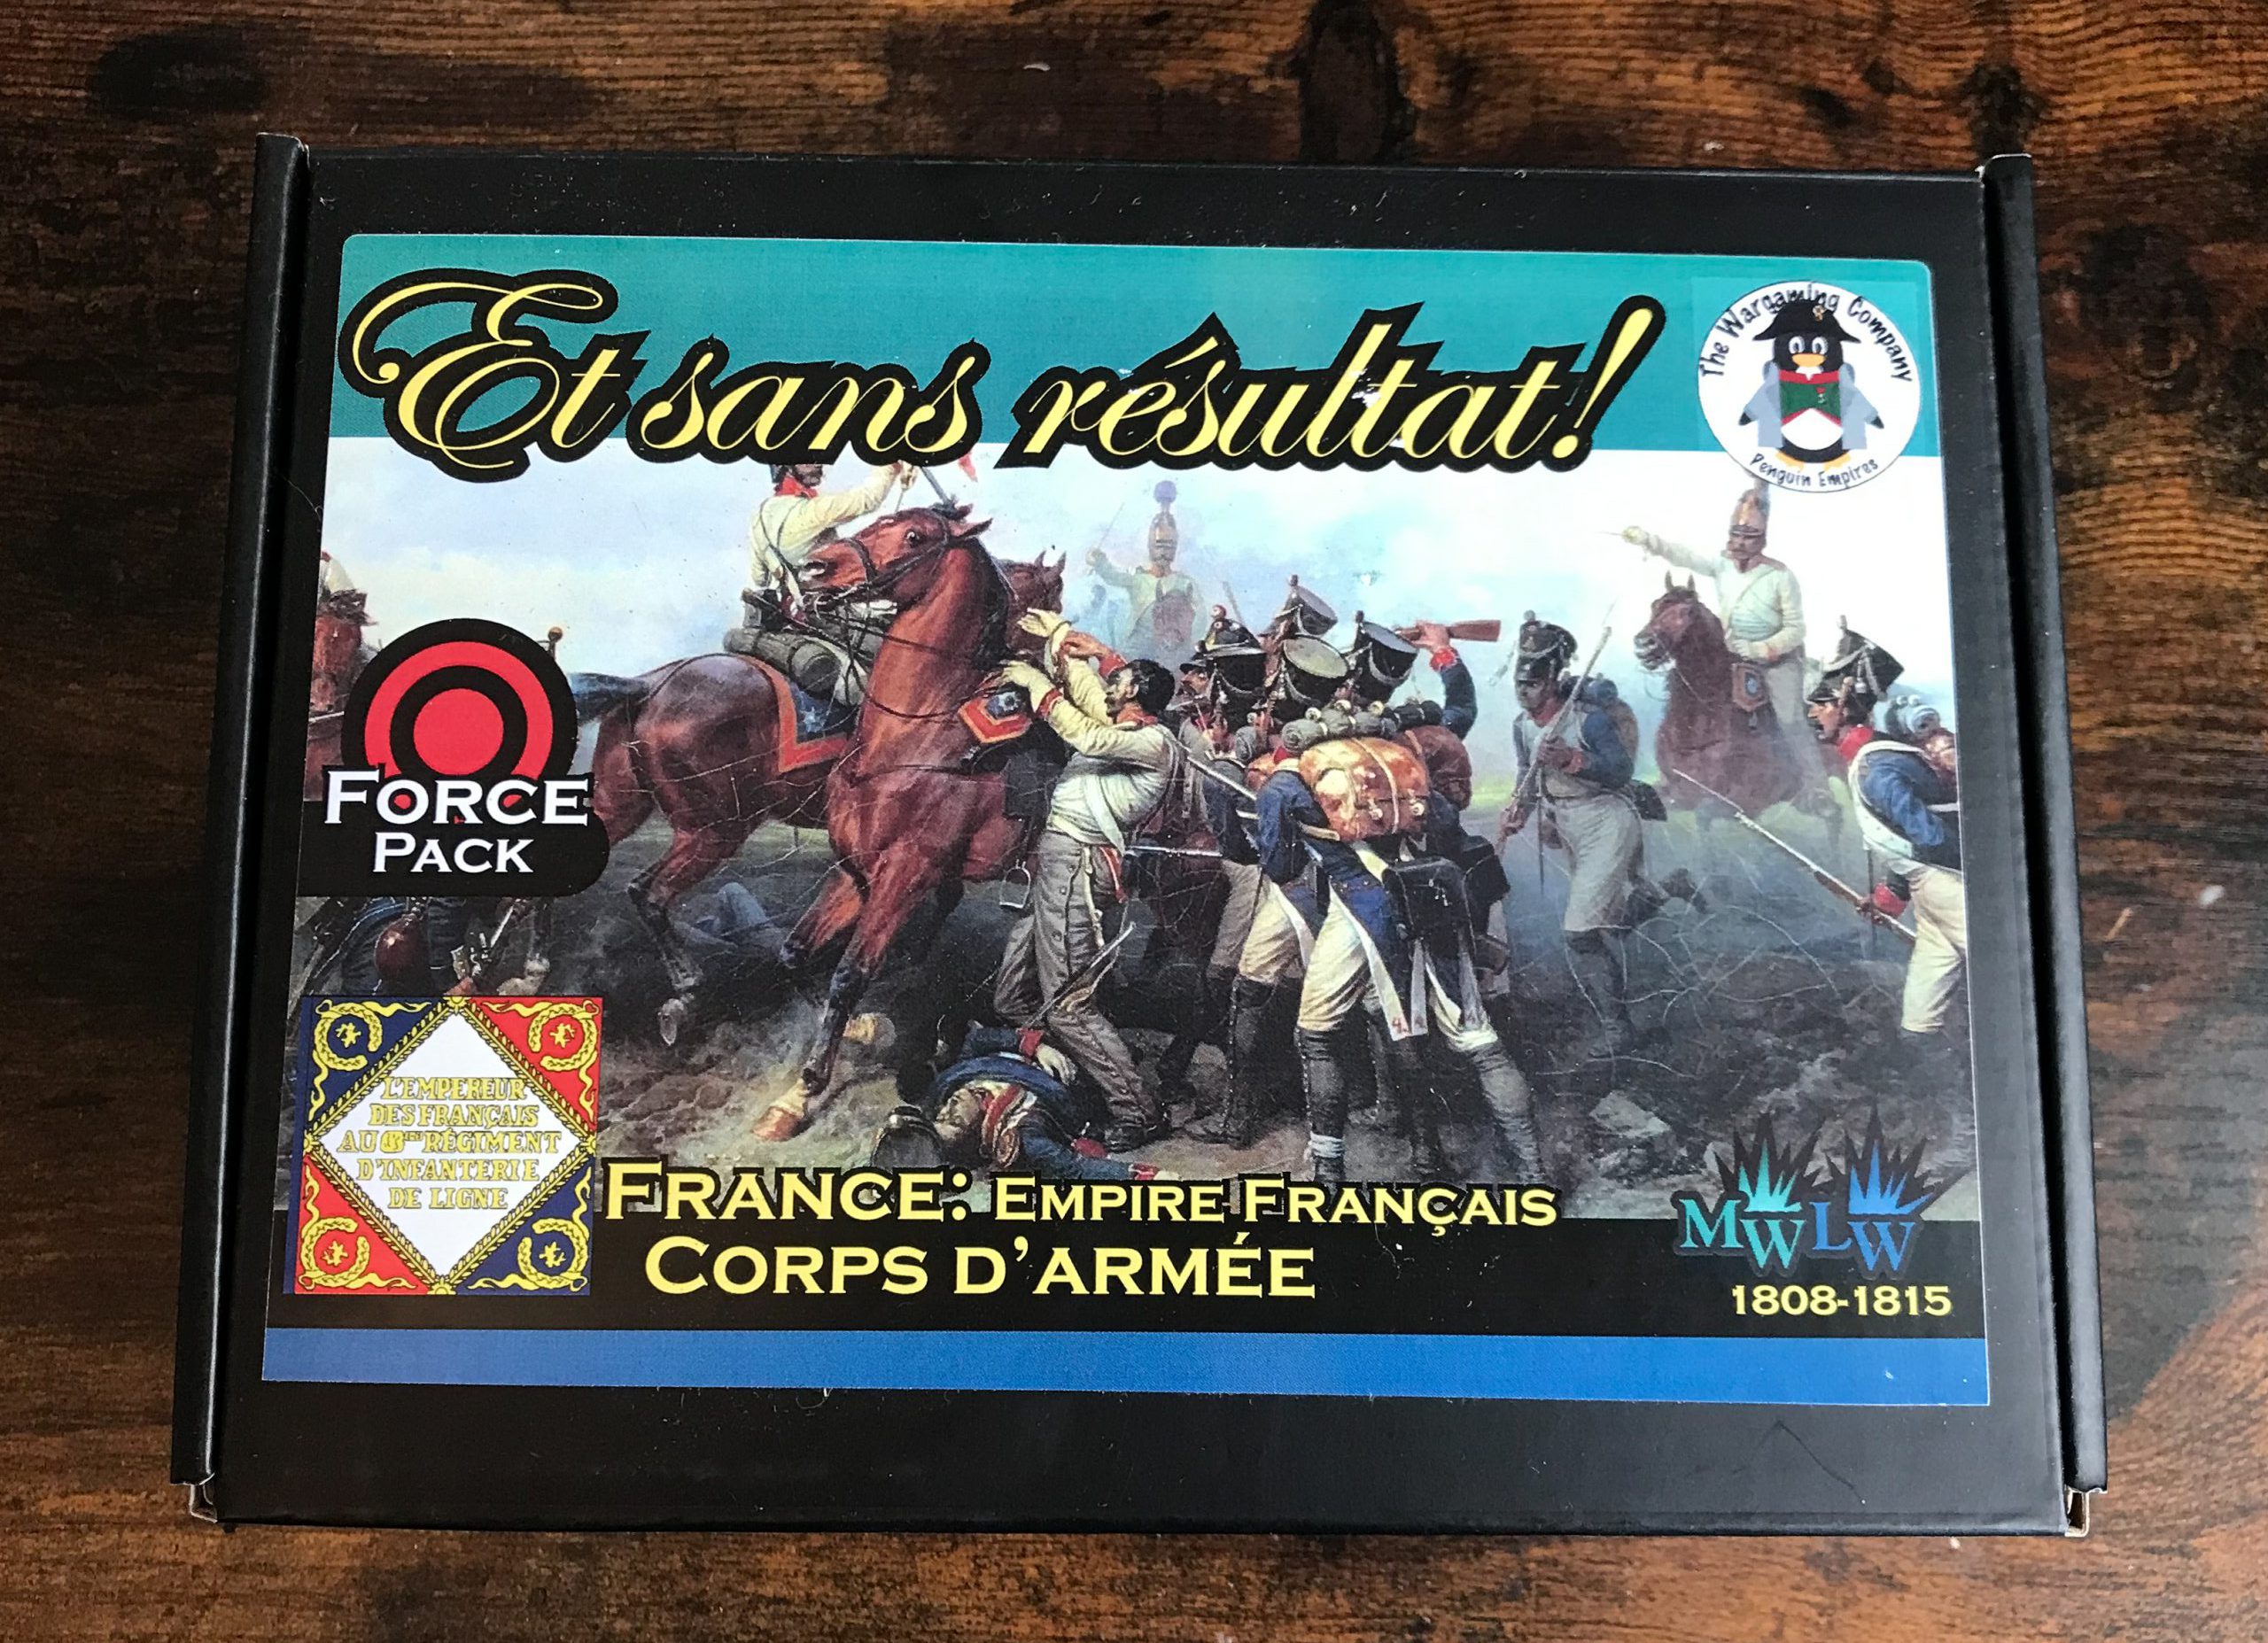 Et sans résultat!
The Wargaming Company
Penguin Empires
FORCE
PACK
L'EMPEREUR
DES FRANÇAIS
RÉGIMENT
D'INFANTERIE
DE LIGNE
FRANCE: EMPIRE FRANÇAIS
CORPS D'ARMÉE
MWLW
1808-1815